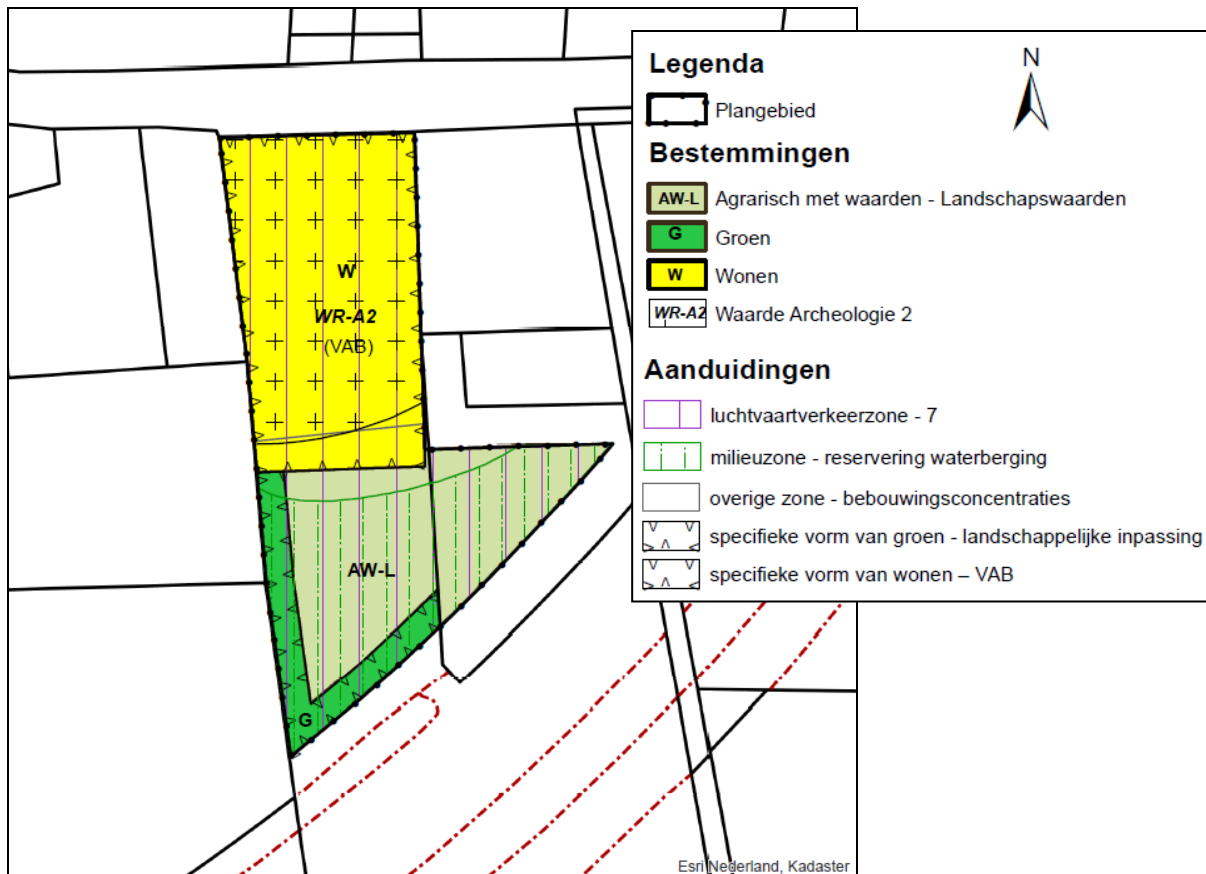 Legenda
N
Plangebied
Bestemmingen
AW-L Agrarisch met waarden - Landschapswaarden
G Groen
W Wonen
WR-A2 Waarde Archeologie 2
Aanduidingen
luchtvaartverkeerzone - 7
milieuzone - reservering waterberging
overige zone - bebouwingsconcentraties
specifieke vorm van groen - landschappelijke inpassing
specifieke vorm van wonen – VAB
W
WR-A2
(VAB)
AW-L
G
Esri Nederland, Kadaster